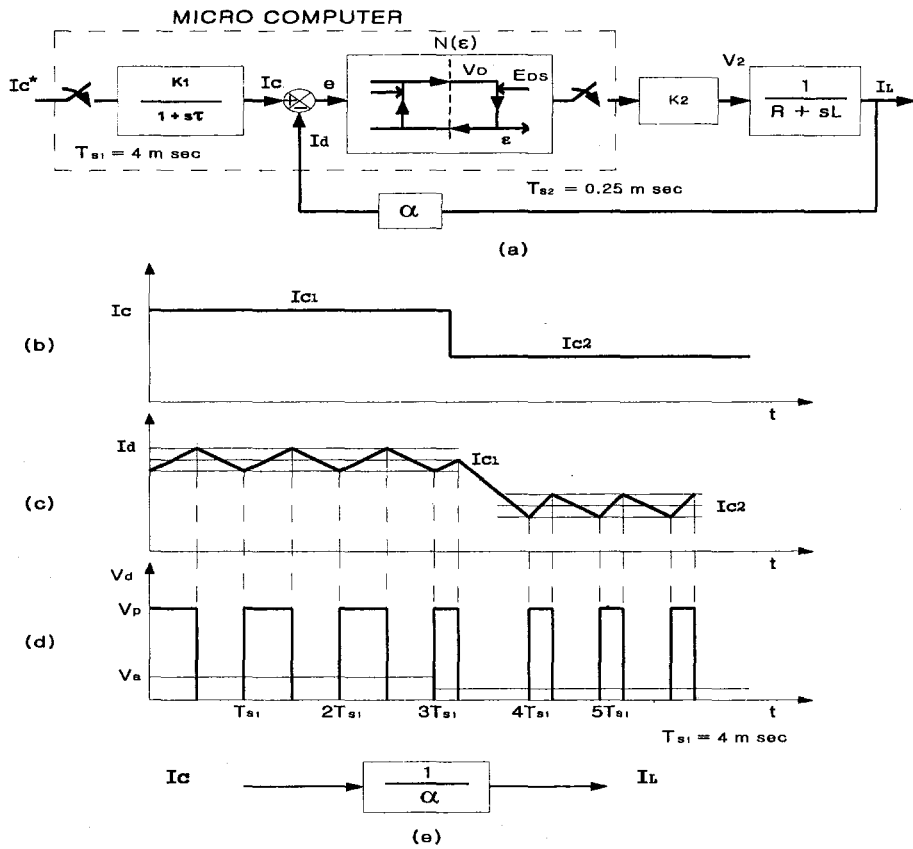 MICRO COMPUTER
N(ε)
Ic*
K1
1 + sτ
Ic
e
VD
EDS
ε
Id
K2
V2
1
R + sL
IL
Ts1 = 4 m sec
Ts2 = 0.25 m sec
α
(a)
Ic
Ic1
Ic2
(b)
t
Id
Ic1
Ic2
(c)
t
Vd
Vp
(d)
Va
Ts1
2Ts1
3Ts1
4Ts1
5Ts1
t
Ts1 = 4 m sec
Ic
1
α
IL
(e)